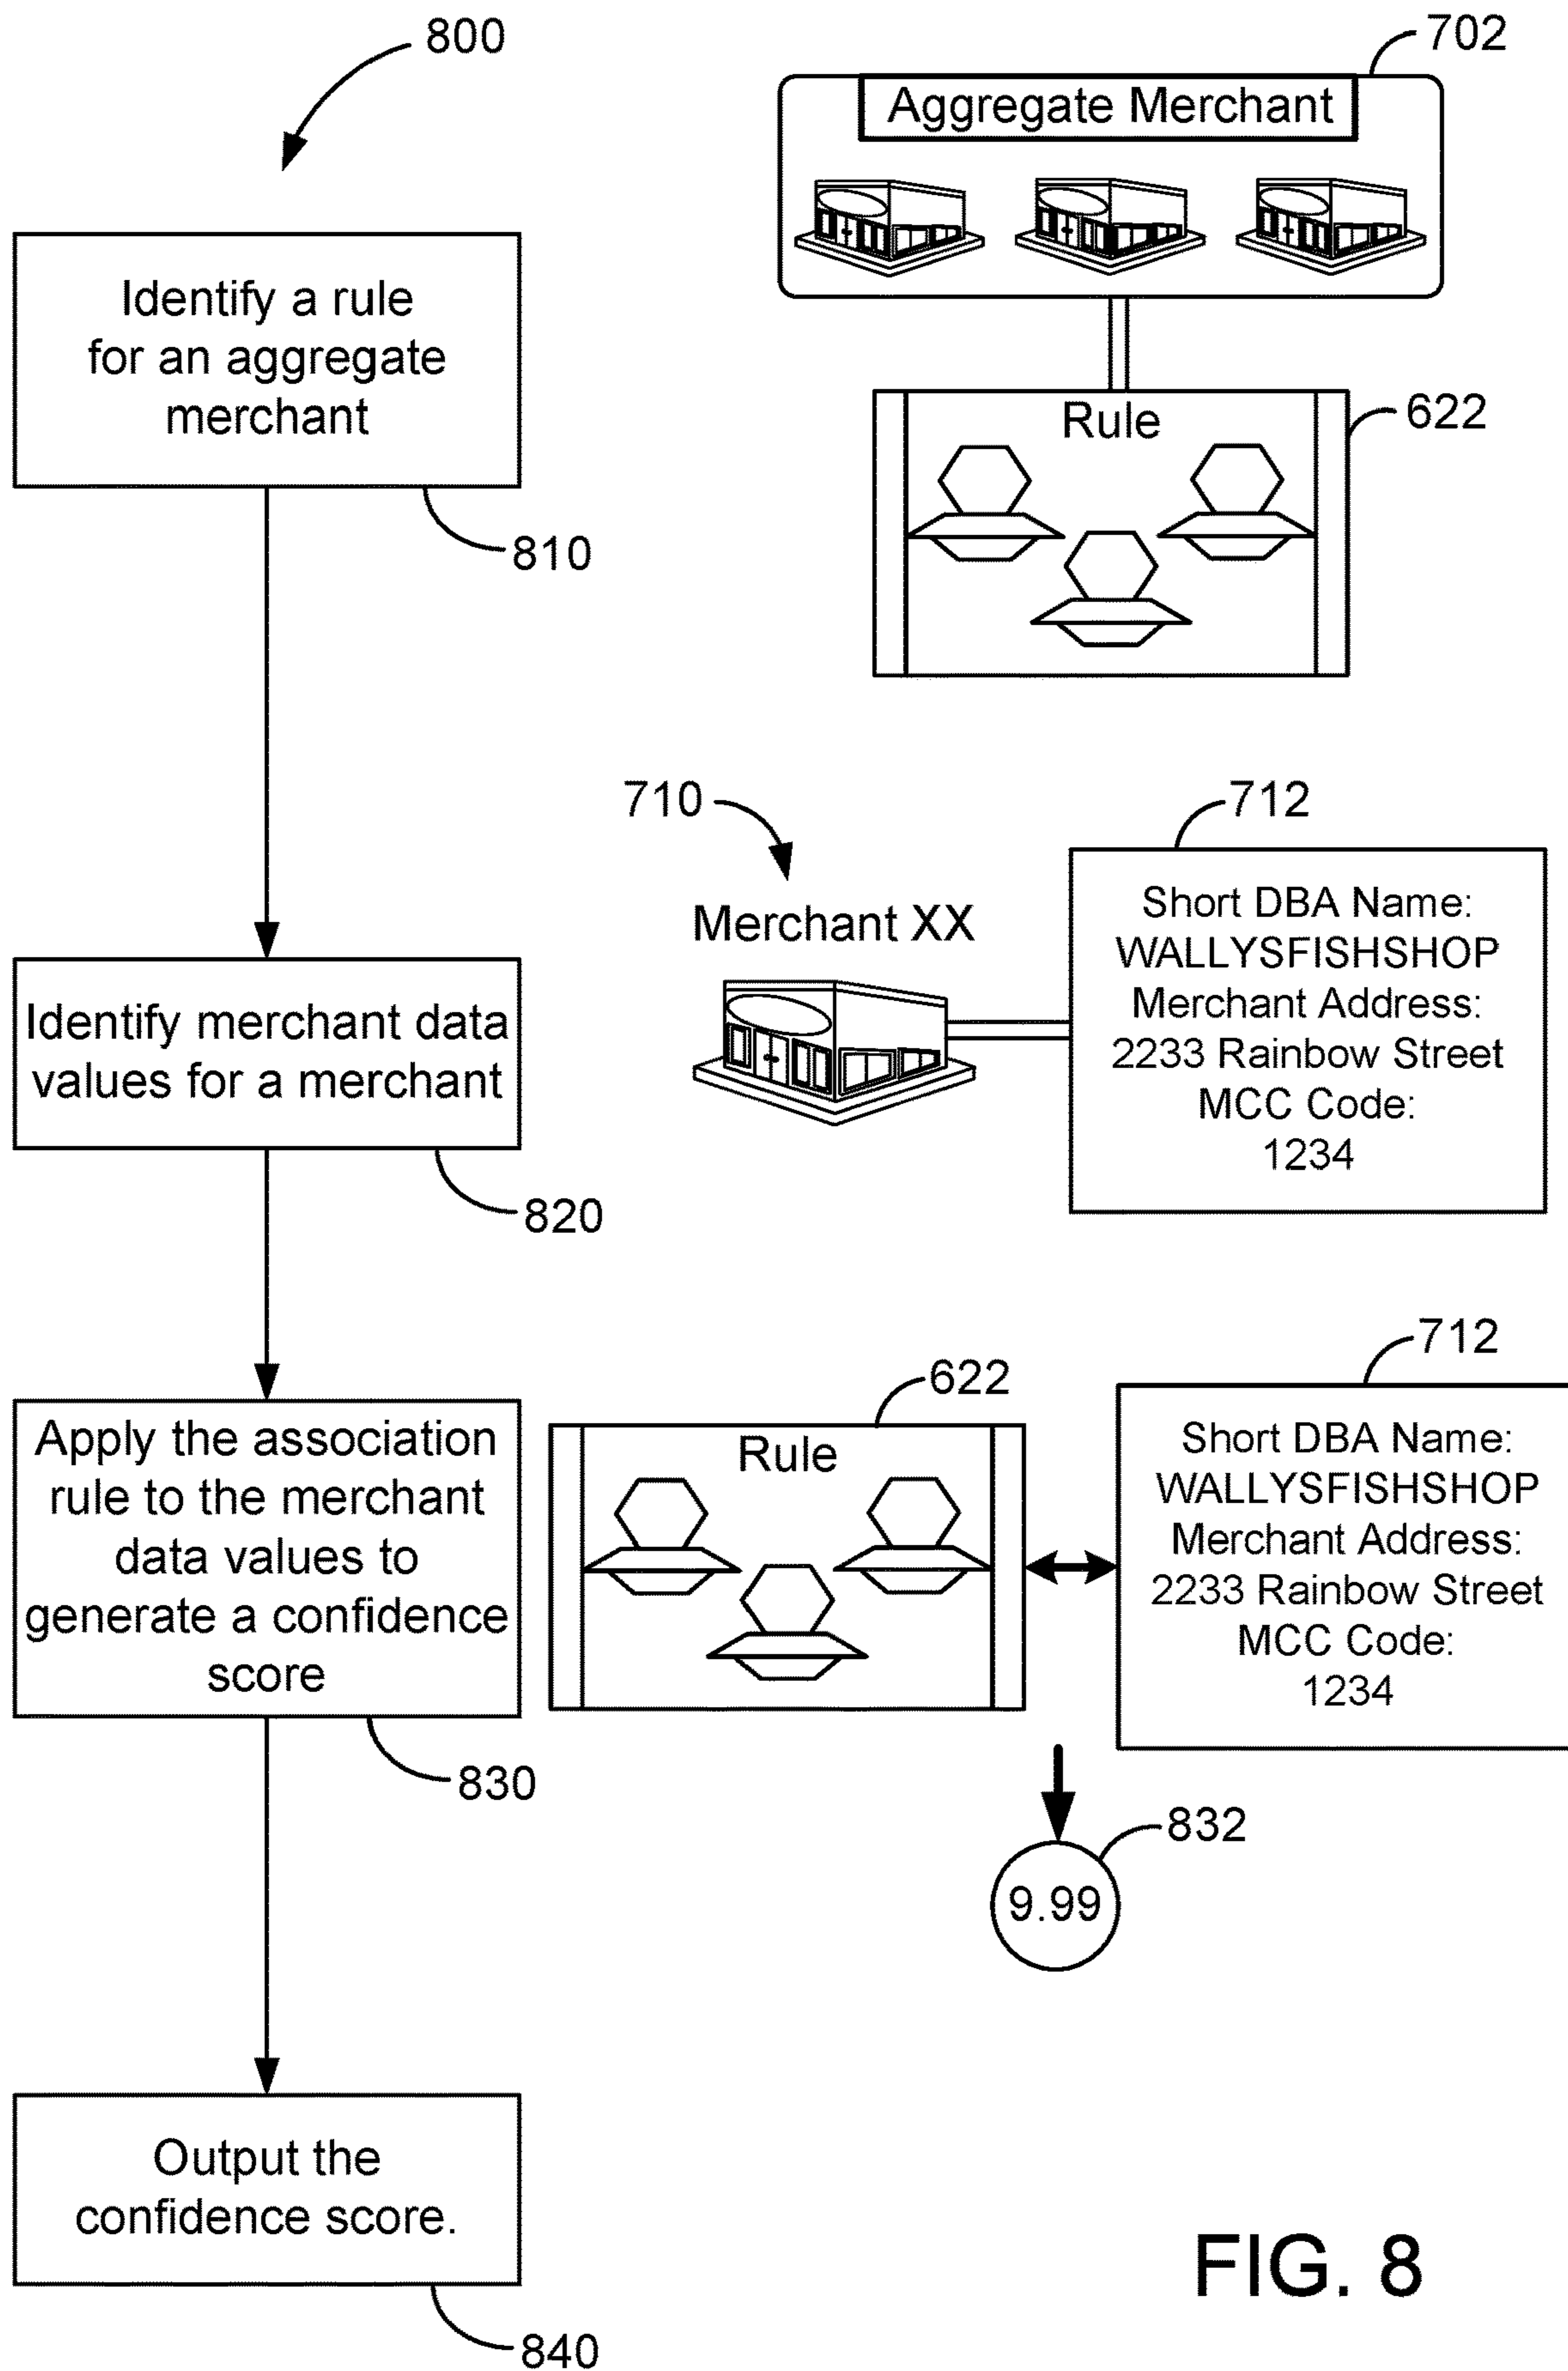 800
702
Aggregate Merchant
Identify a rule
for an aggregate
merchant
810
Rule
622
710
712
Merchant XX
Short DBA Name:
WALLYSFISHSHOP
Merchant Address:
2233 Rainbow Street
MCC Code:
1234
Identify merchant data
values for a merchant
820
712
622
Apply the association
rule to the merchant
data values to
generate a confidence
score
830
Rule
Short DBA Name:
WALLYSFISHSHOP
Merchant Address:
2233 Rainbow Street
MCC Code:
1234
832
9.99
Output the
confidence score.
840
FIG. 8